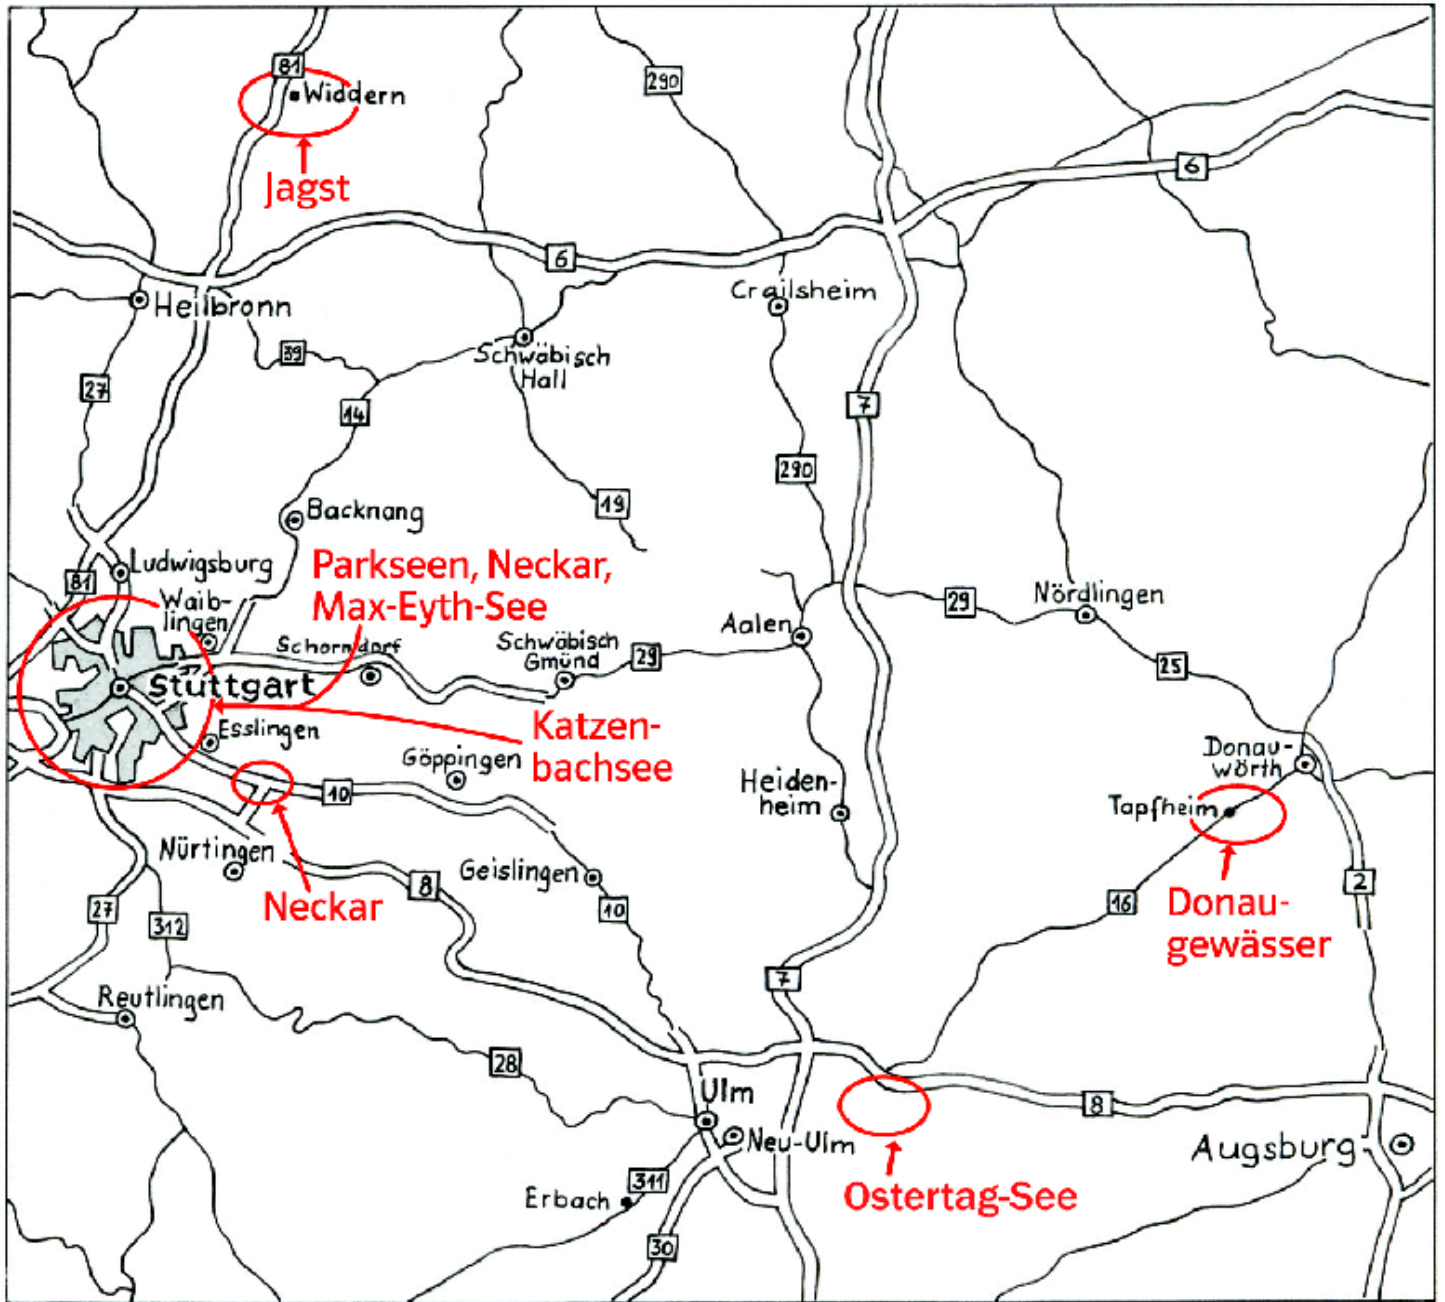 81
Widdern
Jagst
290
6
6
Heilbronn
Crailsheim
39
Schwäbisch
Hall
27
14
7
290
19
Backnang
Ludwigsburg
Parkseen, Neckar,
Max-Eyth-See
81
Waib-
lingen
29
Nördlingen
Aalen
Schorndorf
Schwäbisch
Gmünd
29
25
Stuttgart
Katzen-
bachsee
Esslingen
Göppingen
10
Donau-
wörth
Heiden-
heim
Tapfheim
Nürtingen
Geislingen
8
2
Neckar
10
16
Donau-
gewässer
27
312
7
Reutlingen
28
Ulm
8
Neu-Ulm
Augsburg
Erbach
311
Ostertag-See
30